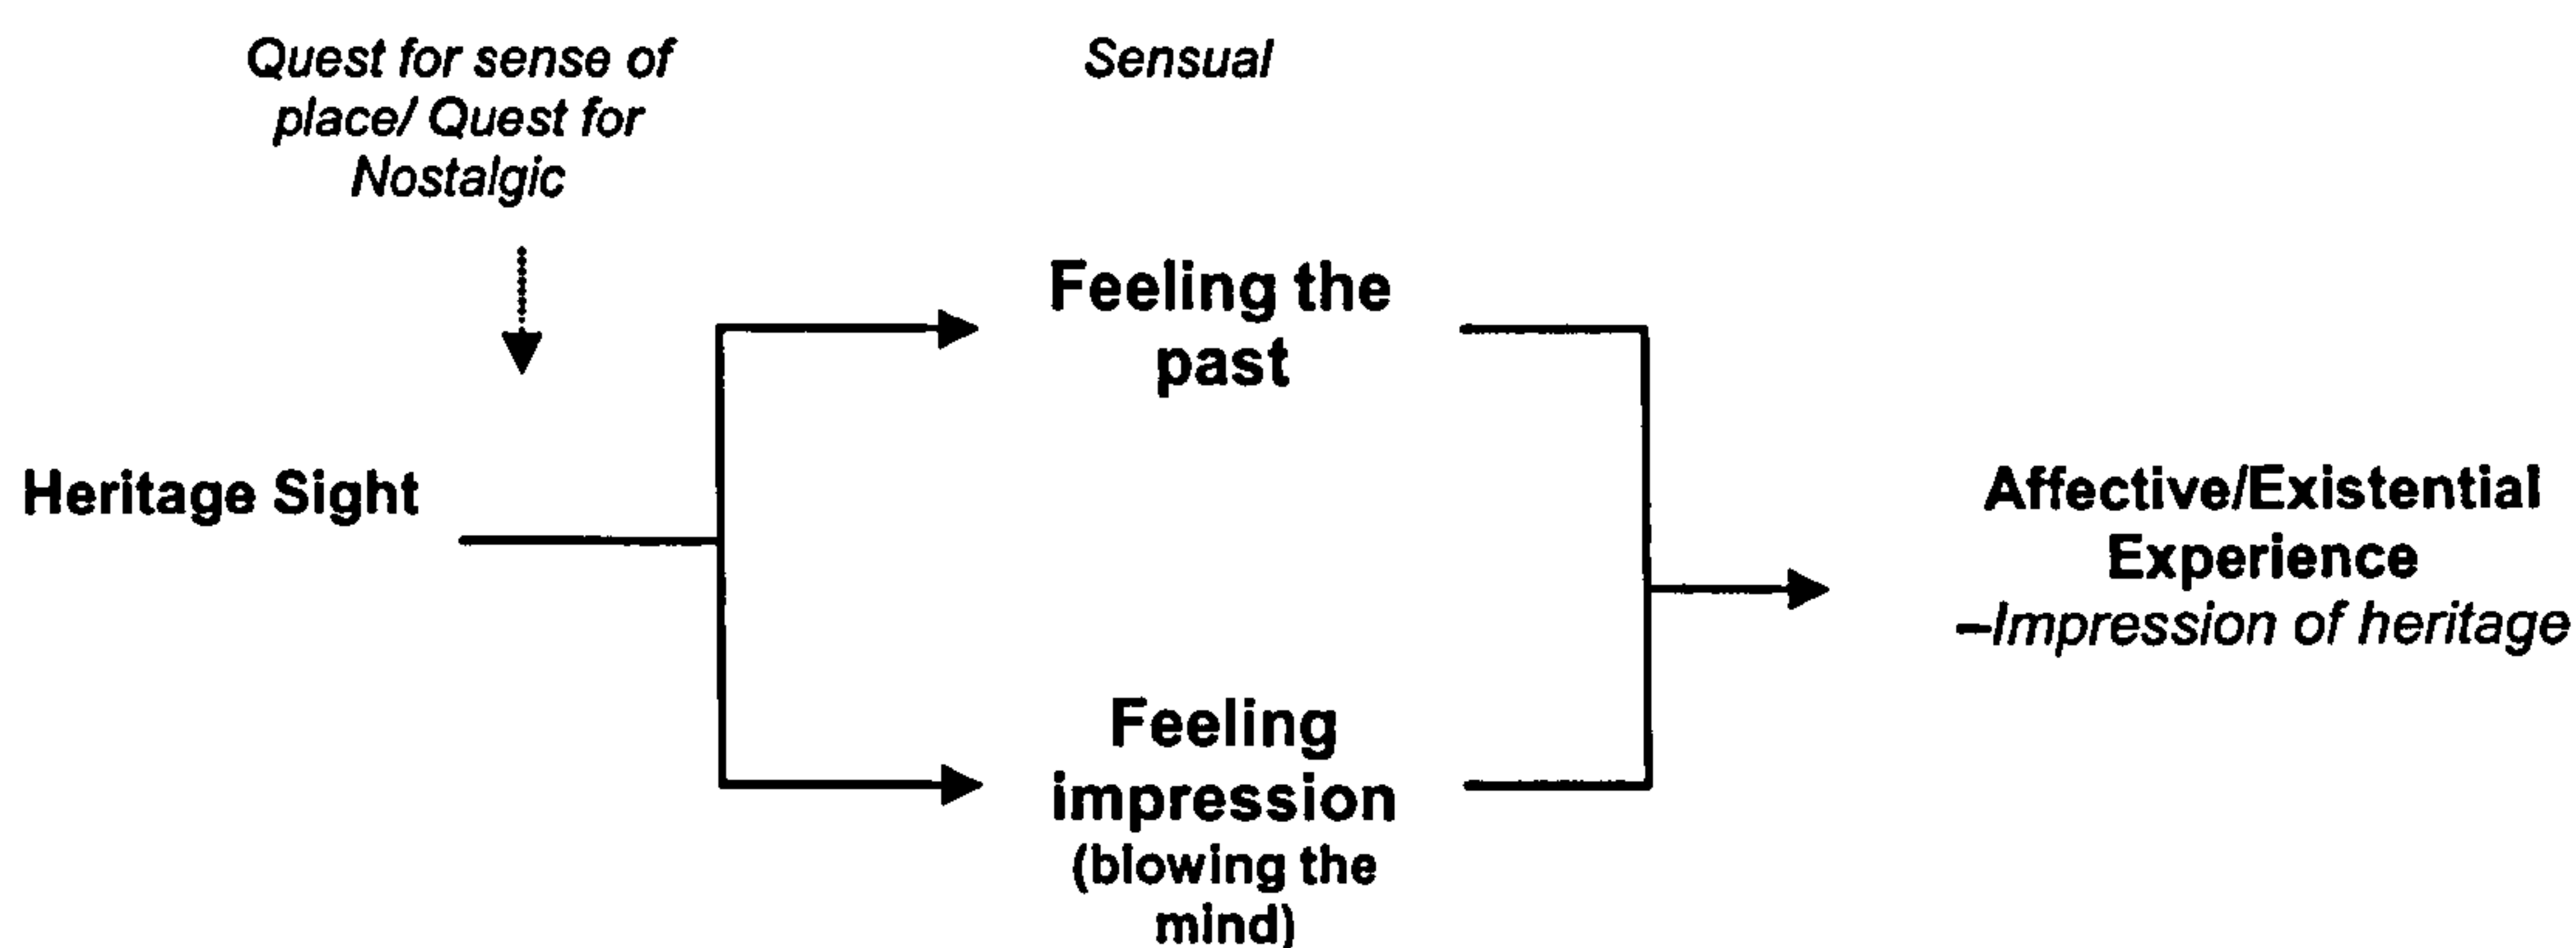 Quest for sense of
place/ Quest for
Nostalgic
Sensual
Feeling the
past
Heritage Sight
Feeling
impression
(blowing the
mind)
Affective/Existential
Experience
–Impression of heritage